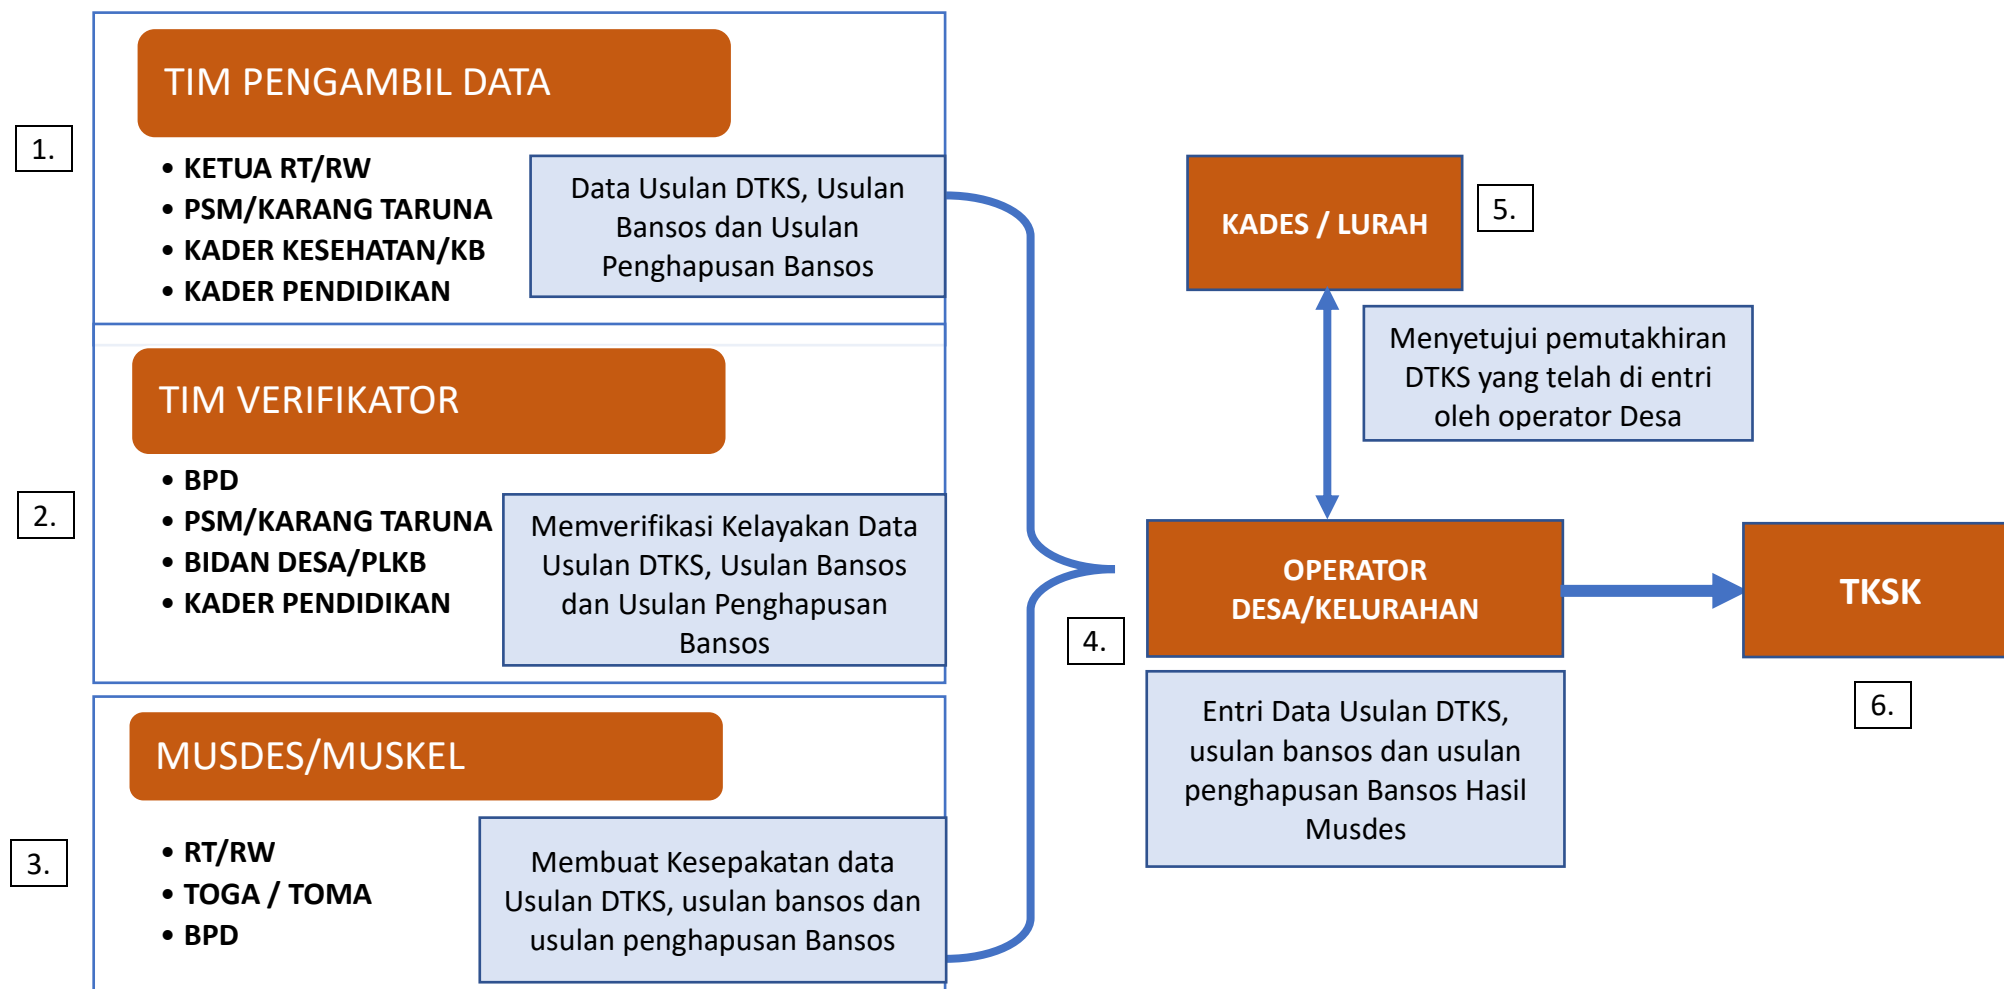 1.
TIM PENGAMBIL DATA
• KETUA RT/RW
• PSM/KARANG TARUNA
• KADER KESEHATAN/KB
• KADER PENDIDIKAN
Data Usulan DTKS, Usulan
Bansos dan Usulan
Penghapusan Bansos
2.
TIM VERIFIKATOR
• BPD
• PSM/KARANG TARUNA
• BIDAN DESA/PLKB
• KADER PENDIDIKAN
Memverifikasi Kelayakan Data
Usulan DTKS, Usulan Bansos
dan Usulan Penghapusan
Bansos
3.
MUSDES/MUSKEL
• RT/RW
• TOGA / TOMA
• BPD
Membuat Kesepakatan data
Usulan DTKS, usulan bansos dan
usulan penghapusan Bansos
4.
OPERATOR
DESA/KELURAHAN
Entri Data Usulan DTKS,
usulan bansos dan usulan
penghapusan Bansos Hasil
Musdes
KADES / LURAH
5.
Menyetujui pemutakhiran
DTKS yang telah di entri
oleh operator Desa
TKSK
6.